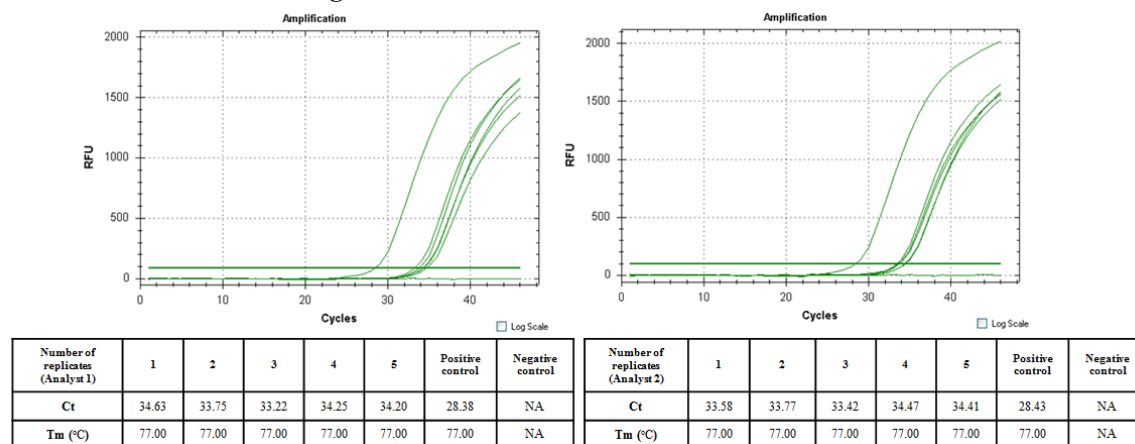 Amplification
2000
1500
1000
500
0
RFU
0 10 20 30 40
Cycles
Log Scale
Amplification
2000
1500
1000
500
0
RFU
0 10 20 30 40
Cycles
Log Scale
Number of replicates (Analyst 1) 1 2 3 4 5 Positive control Negative control
Ct 34.63 33.75 33.22 34.25 34.20 28.38 NA
Tm (°C) 77.00 77.00 77.00 77.00 77.00 77.00 NA
Number of replicates (Analyst 2) 1 2 3 4 5 Positive control Negative control
Ct 33.58 33.77 33.42 34.47 34.41 28.43 NA
Tm (°C) 77.00 77.00 77.00 77.00 77.00 77.00 NA